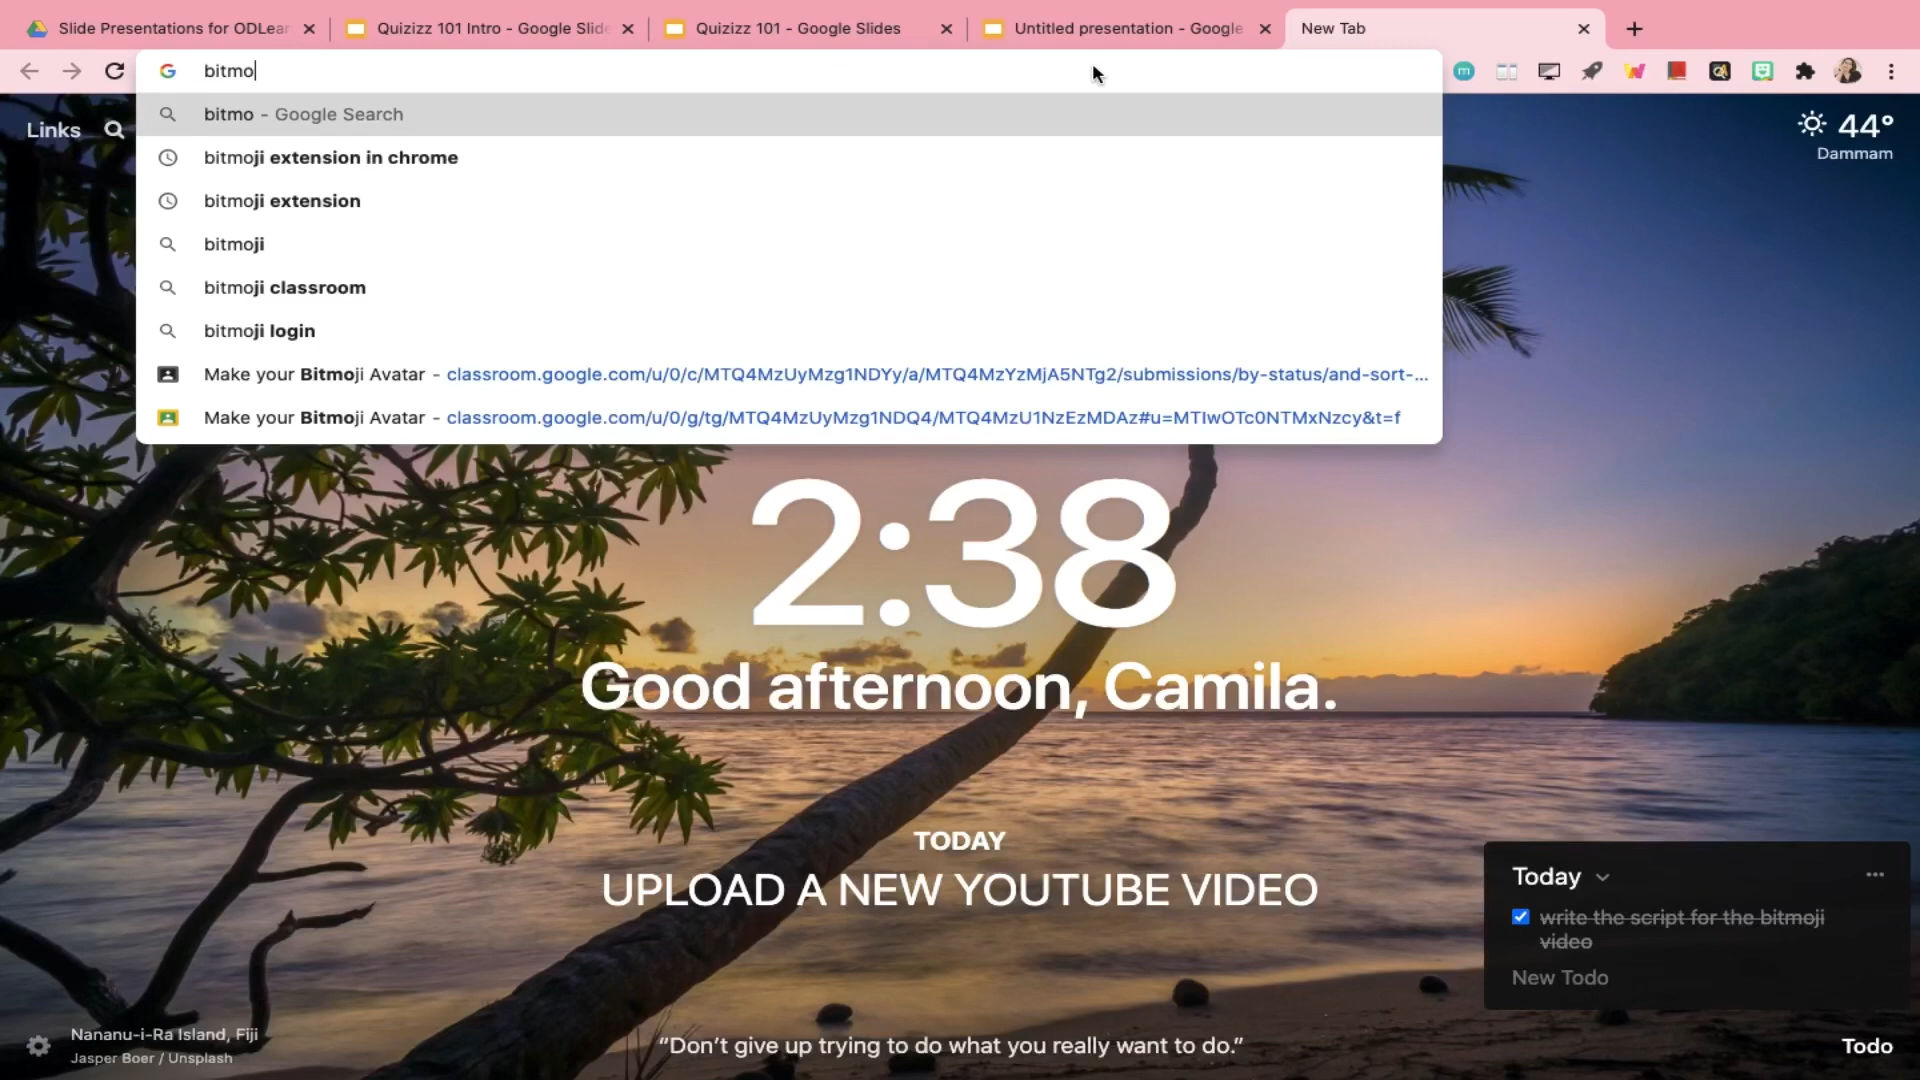 Slide Presentations for ODLear
Quizizz 101 Intro - Google Slide
Quizizz 101 - Google Slides
Untitled presentation - Google
New Tab
bitmo
bitmo - Google Search
bitmoji extension in chrome
bitmoji extension
bitmoji
bitmoji classroom
bitmoji login
Make your Bitmoji Avatar - classroom.google.com/u/0/c/MTQ4MzUyMzg1NDYy/a/MTQ4MzYzMjA5NTg2/submissions/by-status/and-sort-...
Make your Bitmoji Avatar - classroom.google.com/u/0/g/tg/MTQ4MzUyMzg1NDQ4/MTQ4MzU1NzEzMDAz#u=MTIwOTc0NTMxNzcy&t=f
Links
44°
Dammam
2:38
Good afternoon, Camila.
TODAY
UPLOAD A NEW YOUTUBE VIDEO
Today
write the script for the bitmoji
video
New Todo
Nananu-i-Ra Island, Fiji
Jasper Boer / Unsplash
“Don't give up trying to do what you really want to do.”
Todo